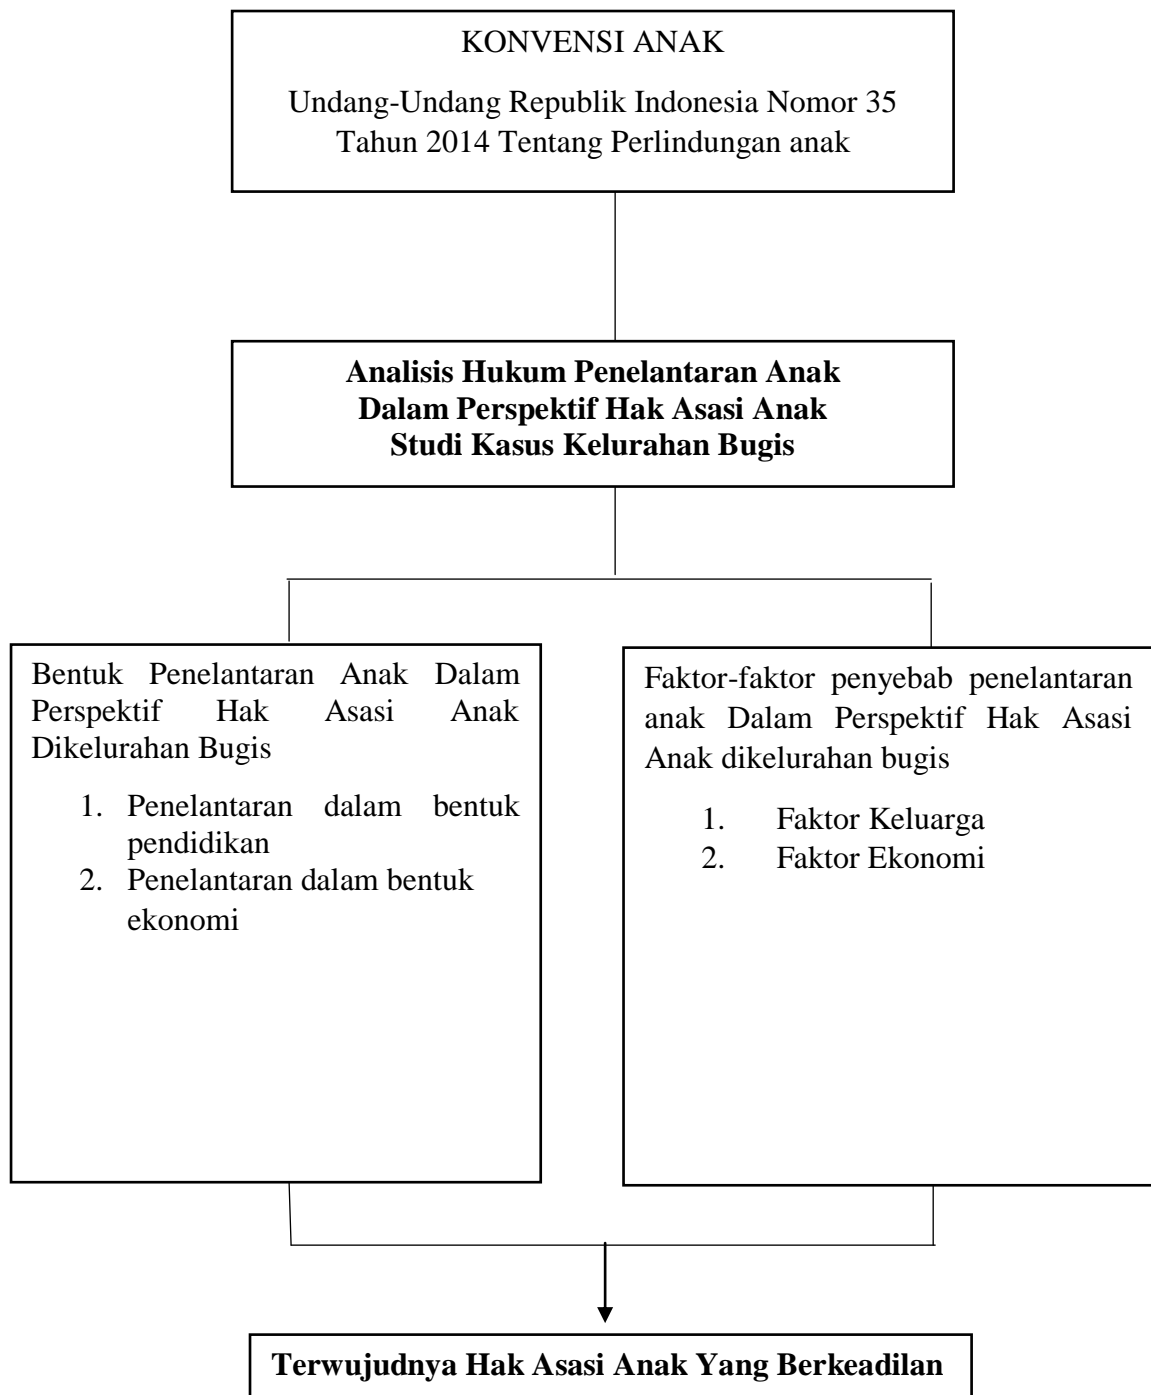 KONVENSI ANAK
Undang-Undang Republik Indonesia Nomor 35
Tahun 2014 Tentang Perlindungan anak
Analisis Hukum Penelantaran Anak
Dalam Perspektif Hak Asasi Anak
Studi Kasus Kelurahan Bugis
Bentuk Penelantaran Anak Dalam
Perspektif Hak Asasi Anak
Dikelurahan Bugis
1. Penelantaran dalam bentuk
pendidikan
2. Penelantaran dalam bentuk
ekonomi
Faktor-faktor penyebab penelantaran
anak Dalam Perspektif Hak Asasi
Anak dikelurahan bugis
1. Faktor Keluarga
2. Faktor Ekonomi
Terwujudnya Hak Asasi Anak Yang Berkeadilan